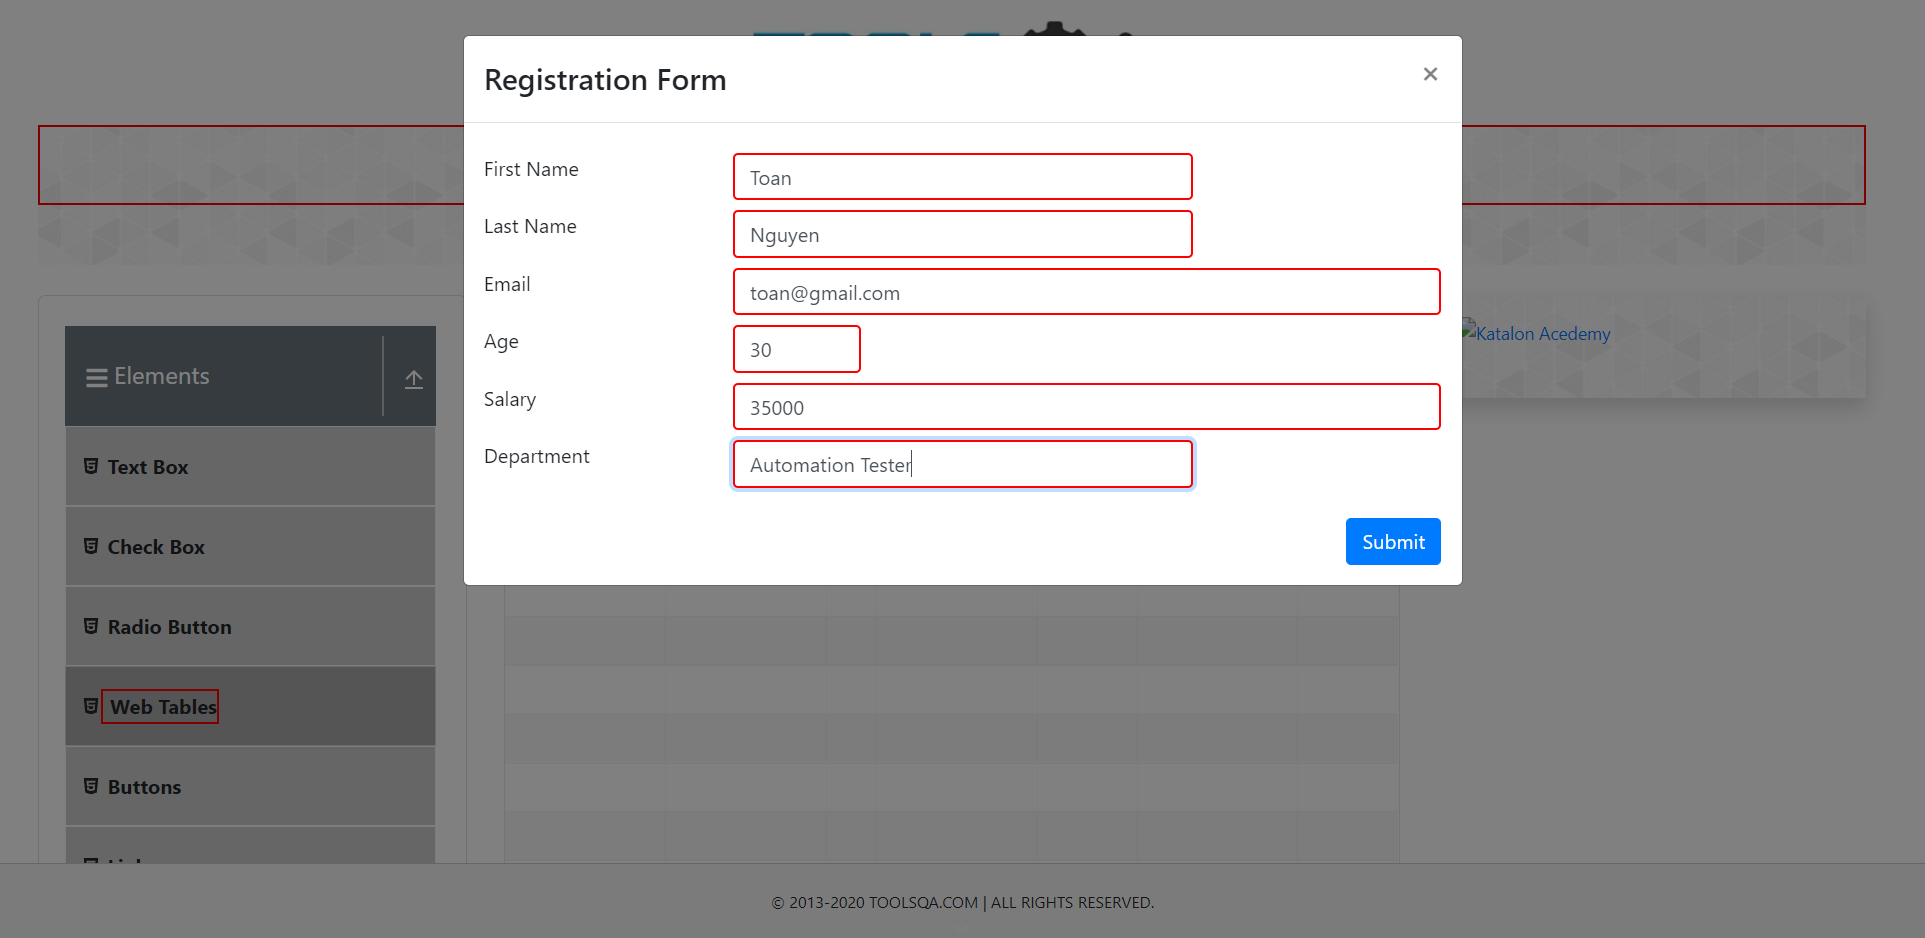 Registration Form
×
First Name
Toan
Last Name
Nguyen
Email
toan@gmail.com
Age
30
Salary
35000
Department
Automation Tester
Submit
Katalon Acedemy
Elements
Text Box
Check Box
Radio Button
Web Tables
Buttons
© 2013-2020 TOOLSQA.COM | ALL RIGHTS RESERVED.